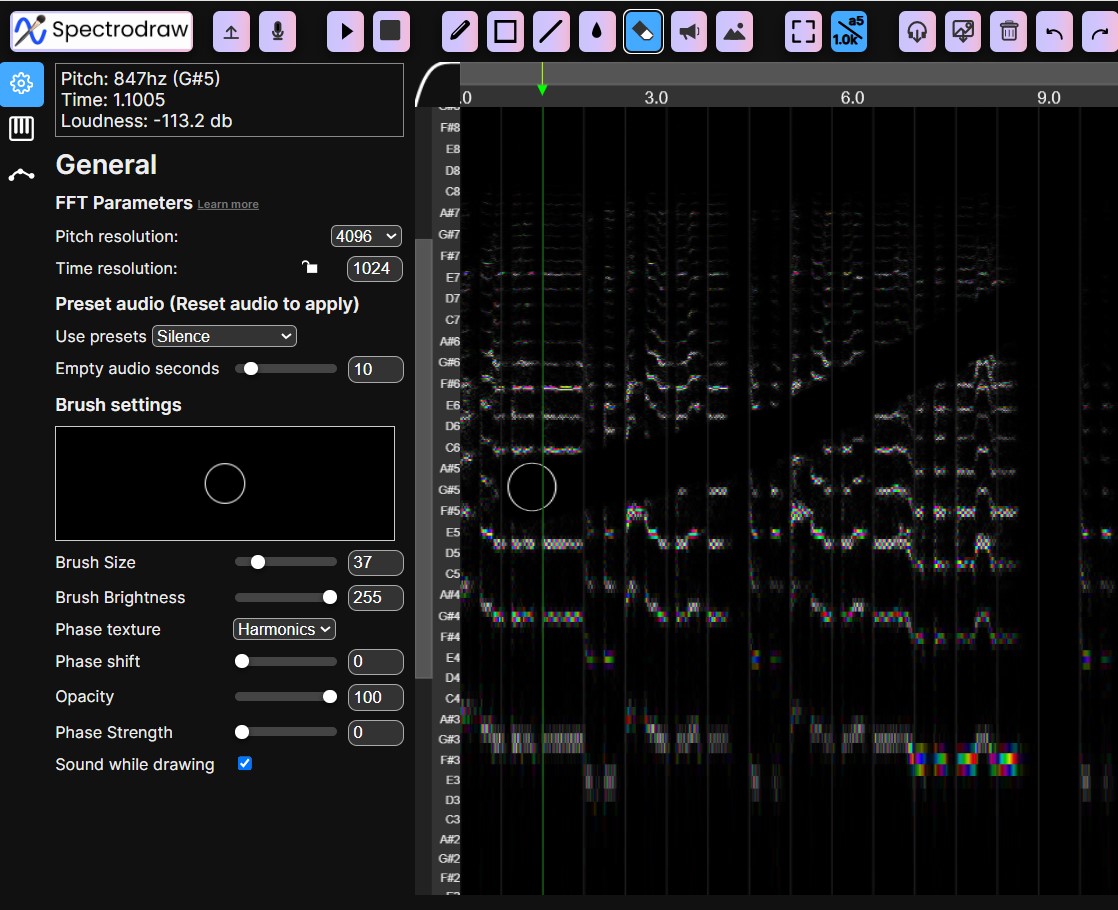 Spectrodraw
a5
1.0k
Pitch: 847hz (G#5)
Time: 1.1005
Loudness: -113.2 db
General
FFT Parameters Learn more
Pitch resolution: 4096
Time resolution: 1024
Preset audio (Reset audio to apply)
Use presets Silence
Empty audio seconds 10
Brush settings
Brush Size 37
Brush Brightness 255
Phase texture Harmonics
Phase shift 0
Opacity 100
Phase Strength 0
Sound while drawing
.0 3.0 6.0 9.0
F#8
E8
D8
C8
A#7
G#7
F#7
E7
D7
C7
A#6
G#6
F#6
E6
D6
C6
A#5
G#5
F#5
E5
D5
C5
A#4
G#4
F#4
E4
D4
C4
A#3
G#3
F#3
E3
D3
C3
A#2
G#2
F#2